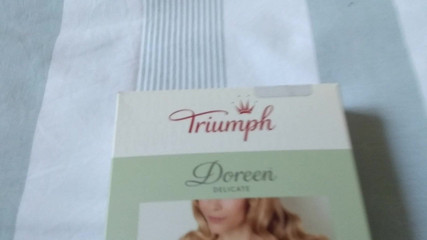 Triumph
Doreen
DELICATE